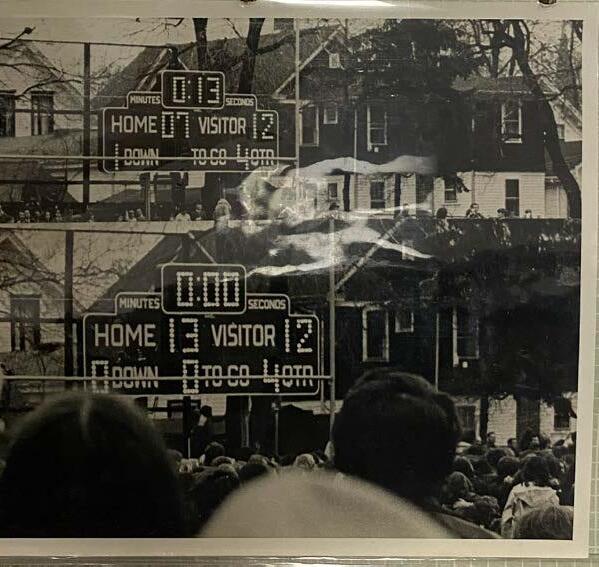 0:13
MINUTES SECONDS
HOME 07 VISITOR 12
1 DOWN TO GO 4 QTR
0:00
MINUTES SECONDS
HOME 13 VISITOR 12
0 DOWN 0 TO GO 4 QTR